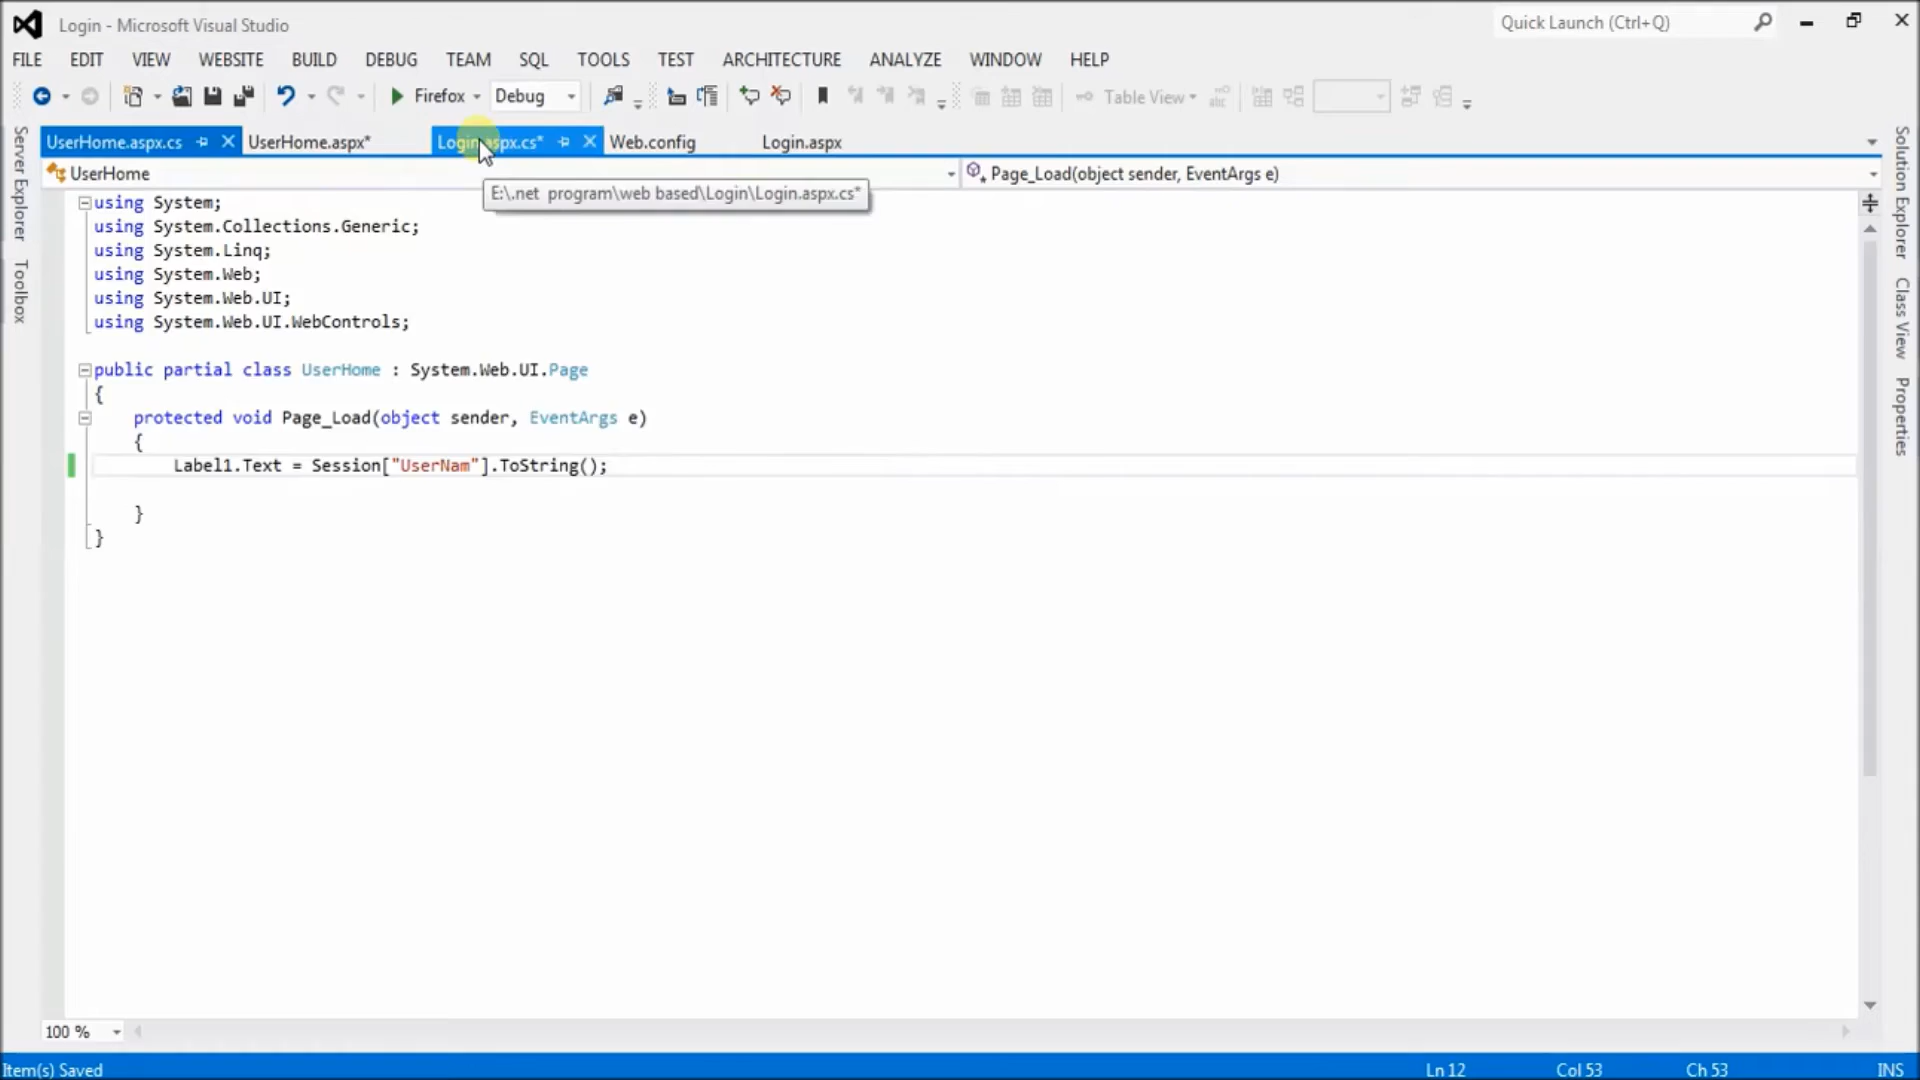 Login - Microsoft Visual Studio
Quick Launch (Ctrl+Q)
FILE EDIT VIEW WEBSITE BUILD DEBUG TEAM SQL TOOLS TEST ARCHITECTURE ANALYZE WINDOW HELP
Firefox Debug Table View
UserHome.aspx.cs UserHome.aspx* Login.aspx.cs* Web.config Login.aspx
UserHome Page_Load(object sender, EventArgs e)
E:\.net program\web based\Login\Login.aspx.cs*
Server Explorer
Toolbox
using System;
using System.Collections.Generic;
using System.Linq;
using System.Web;
using System.Web.UI;
using System.Web.UI.WebControls;
public partial class UserHome : System.Web.UI.Page
{
protected void Page_Load(object sender, EventArgs e)
{
Label1.Text = Session["UserNam"].ToString();
}
}
Solution Explorer
Class View
Properties
100 %
Item(s) Saved
Ln 12 Col 53 Ch 53 INS